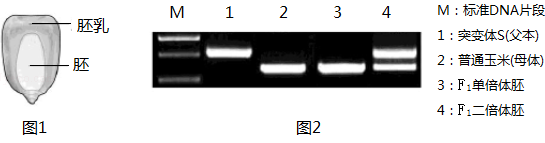 胚乳
胚
图1
M 1 2 3 4
图2
M：标准DNA片段
1：突变体S(父本)
2：普通玉米(母体)
3：F₁单倍体胚
4：F₁二倍体胚